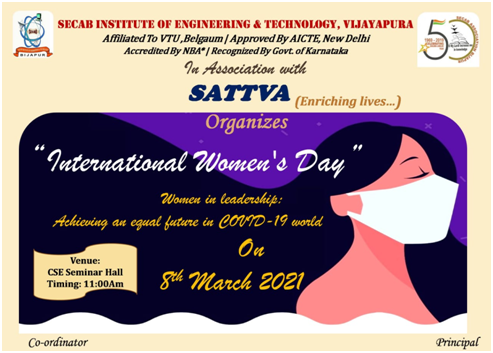 SECAB INSTITUTE OF ENGINEERING & TECHNOLOGY, VIJAYAPURA
Affiliated To VTU,Belgaum | Approved By AICTE, New Delhi
Accredited By NBA* | Recognized By Govt. of Karnataka
BIJAPUR
In Association with
SATTVA (Enriching lives...)
Organizes
"International Women's Day"
Women in leadership:
Achieving an equal future in COVID-19 world
On
8th March 2021
Venue:
CSE Seminar Hall
Timing: 11:00Am
Co-ordinator
Principal